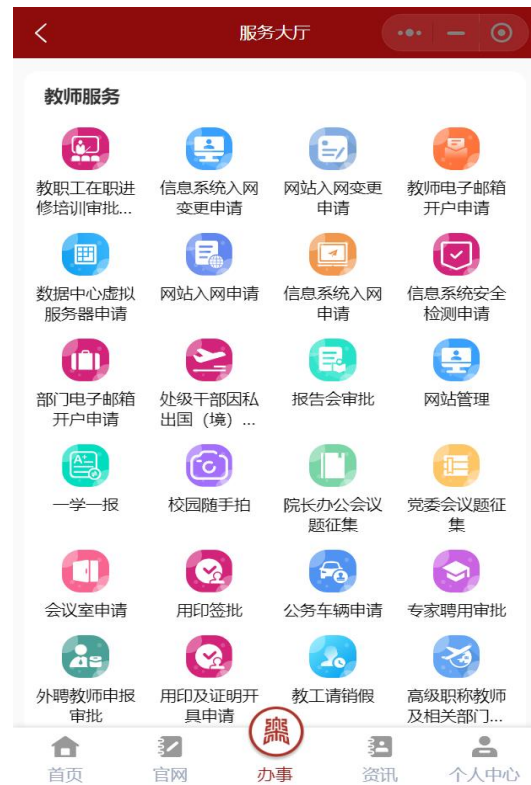 服务大厅
教师服务
教职工在职进 信息系统入网 网站入网变更 教师电子邮箱
修培训审批... 变更申请 申请 开户申请
数据中心虚拟 网站入网申请 信息系统入网 信息系统安全
服务器申请 申请 检测申请
部门电子邮箱 处级干部因私 报告会审批 网站管理
开户申请 出国（境）...
一学一报 校园随手拍 院长办公会议 党委会议题征
题征集 集
会议室申请 用印签批 公务车辆申请 专家聘用审批
外聘教师申报 用印及证明开 教工请销假 高级职称教师
审批 具申请 及相关部门...
首页 官网 办事 资讯 个人中心